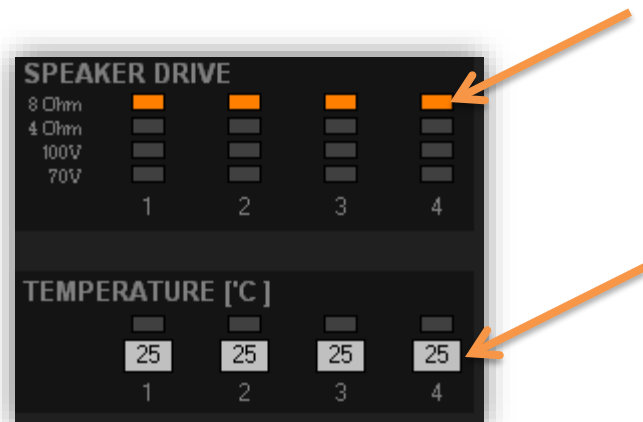 SPEAKER DRIVE
8 Ohm
4 Ohm
100V
70V
1 2 3 4
TEMPERATURE ['C ]
25 25 25 25
1 2 3 4